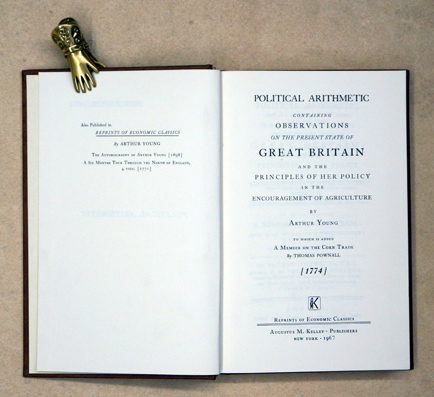 Also Published in
REPRINTS OF ECONOMIC CLASSICS
By ARTHUR YOUNG
THE AUTOBIOGRAPHY OF ARTHUR YOUNG [1898]
A SIX MONTHS TOUR THROUGH THE NORTH OF ENGLAND,
4 vols. [1771]
POLITICAL ARITHMETIC
CONTAINING
OBSERVATIONS
ON THE PRESENT STATE OF
GREAT BRITAIN
AND THE
PRINCIPLES OF HER POLICY
IN THE
ENCOURAGEMENT OF AGRICULTURE
BY
ARTHUR YOUNG
TO WHICH IS ADDED
A MEMOIR ON THE CORN TRADE
By THOMAS POWNALL
[1774]
K
REPRINTS OF ECONOMIC CLASSICS
AUGUSTUS M. KELLEY · PUBLISHERS
NEW YORK · 1967